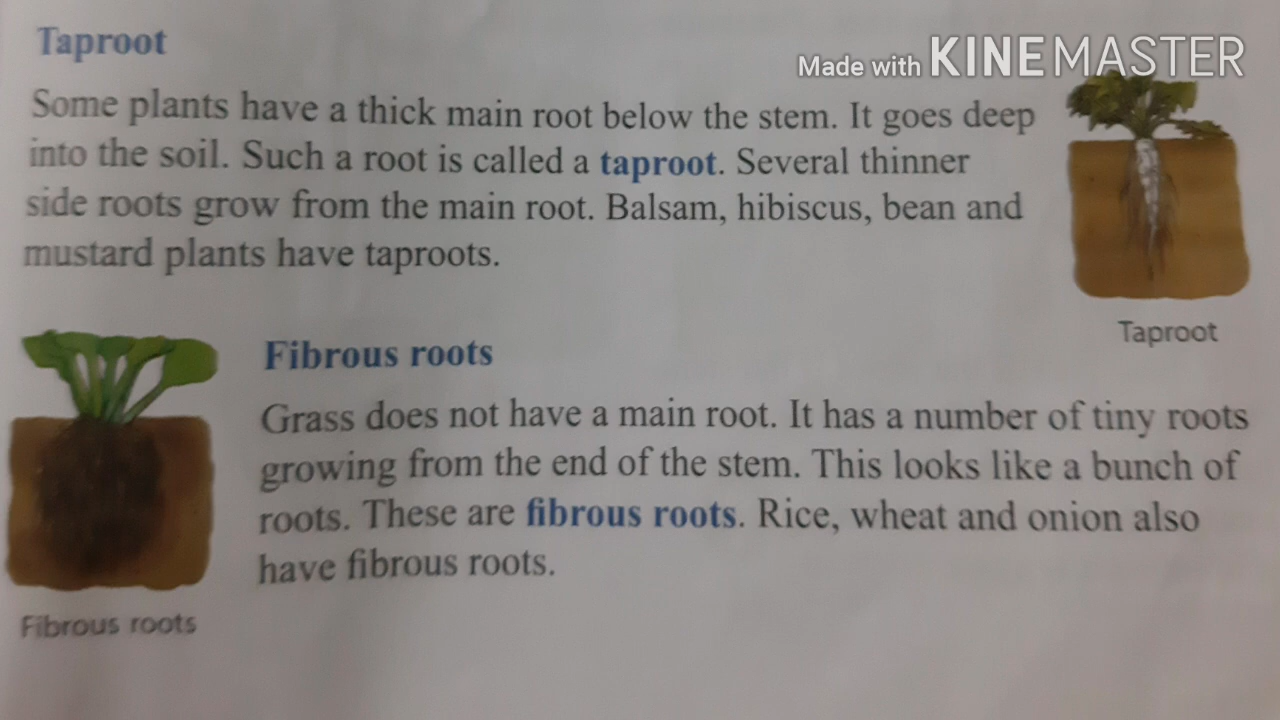 Taproot
Made with KINEMASTER
Some plants have a thick main root below the stem. It goes deep
into the soil. Such a root is called a taproot. Several thinner
side roots grow from the main root. Balsam, hibiscus, bean and
mustard plants have taproots.
Taproot
Fibrous roots
Grass does not have a main root. It has a number of tiny roots
growing from the end of the stem. This looks like a bunch of
roots. These are fibrous roots. Rice, wheat and onion also
have fibrous roots.
Fibrous roots